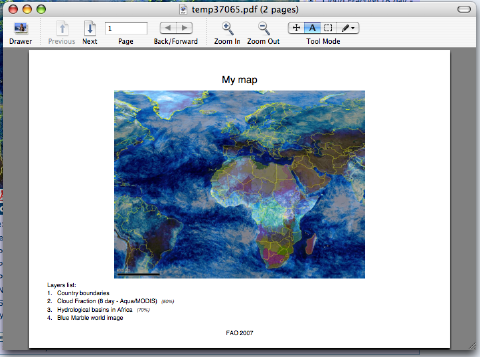 temp37065.pdf (2 pages)
1
Drawer
Previous
Next
Page
Back/Forward
Zoom In
Zoom Out
Tool Mode
A
My map
Layers list:
1. Country boundaries
2. Cloud Fraction (8 day - Aqua/MODIS)
3. Hydrological basins in Africa (70%)
4. Blue Marble world image
FAO 2007